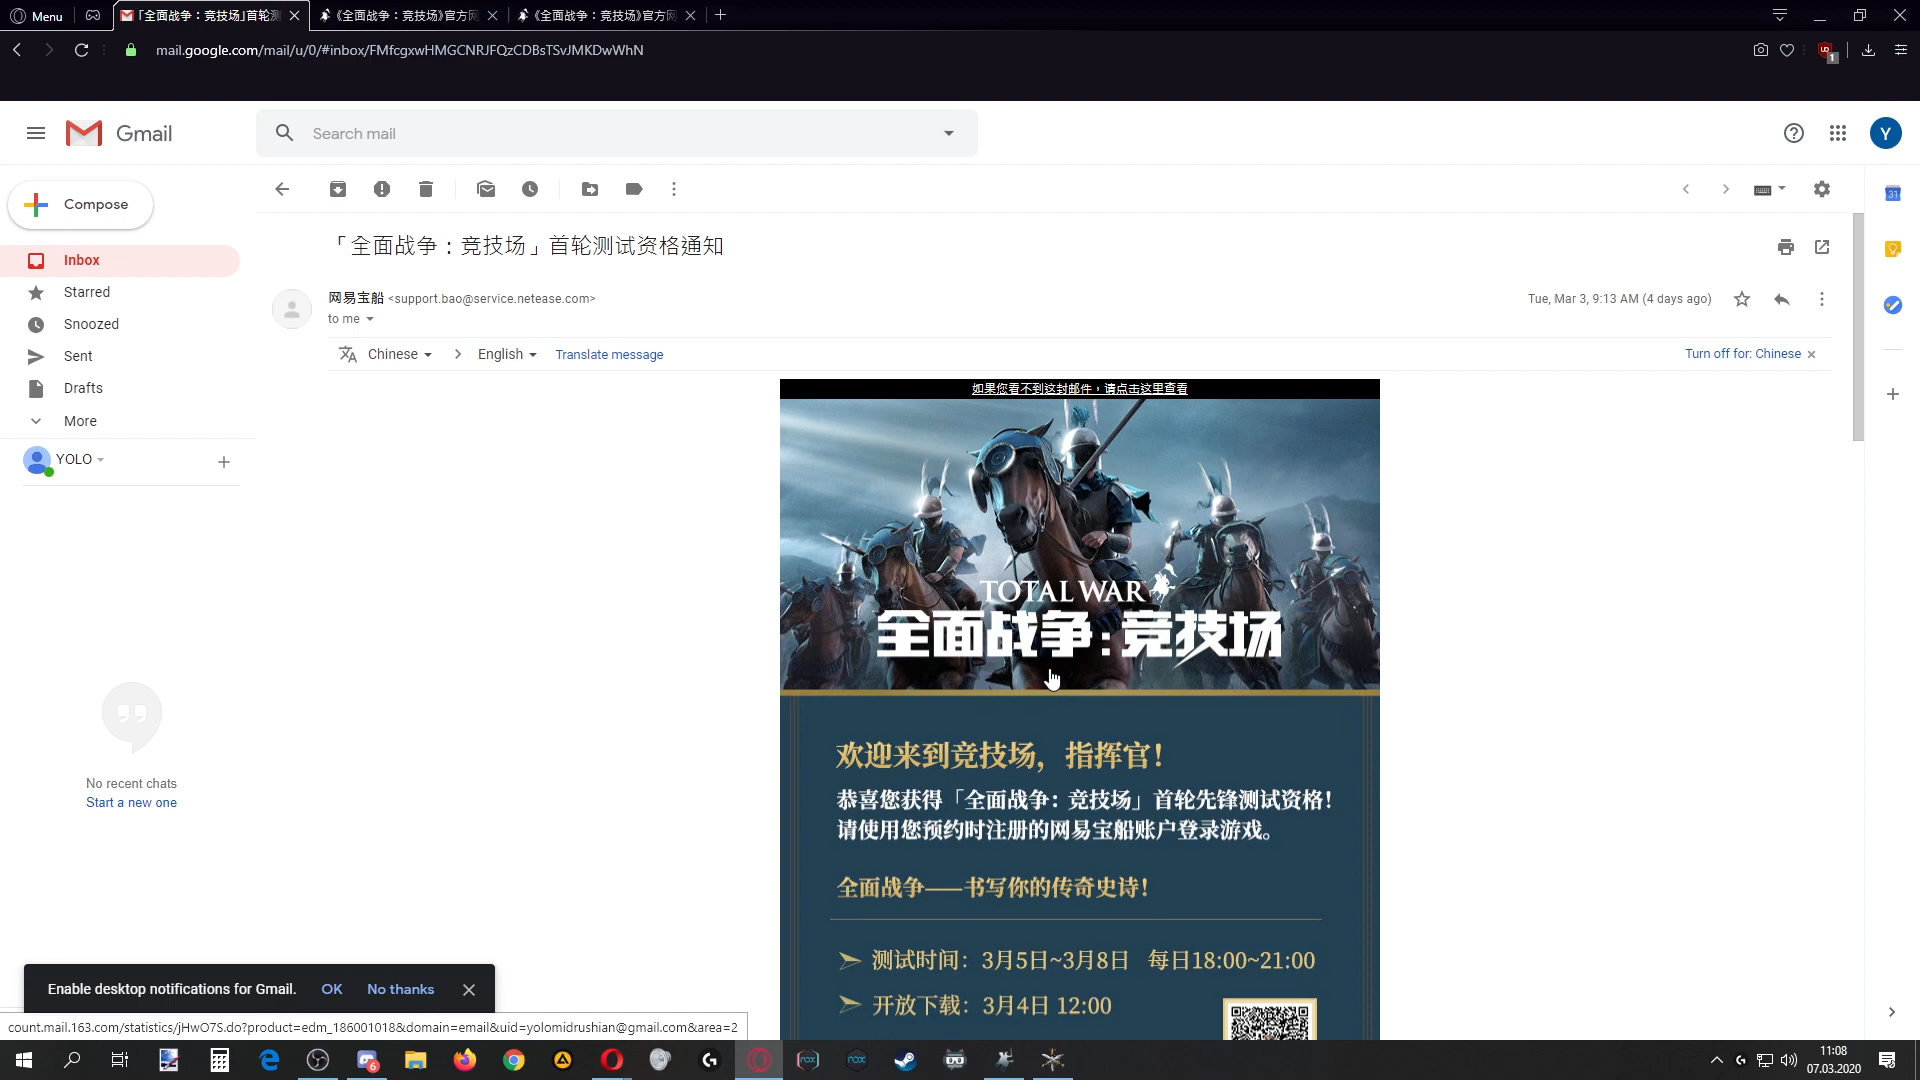 Menu
「全面战争：竞技场」首轮测
《全面战争：竞技场》官方网
《全面战争：竞技场》官方网
mail.google.com/mail/u/0/#inbox/FMfcgxwHMGCNRJFQzCDBsTSvJMKDwWhN
1
Gmail
Search mail
Y
Compose
Inbox
Starred
Snoozed
Sent
Drafts
More
YOLO
No recent chats
Start a new one
「全面战争：竞技场」首轮测试资格通知
网易宝船 <support.bao@service.netease.com>
Tue, Mar 3, 9:13 AM (4 days ago)
to me
Chinese > English Translate message
Turn off for: Chinese ×
31
如果您看不到这封邮件，请点击这里查看
TOTAL WAR
全面战争:竞技场
欢迎来到竞技场，指挥官！
恭喜您获得「全面战争：竞技场」首轮先锋测试资格！
请使用您预约时注册的网易宝船账户登录游戏。
全面战争——书写你的传奇史诗！
测试时间：3月5日~3月8日 每日18:00~21:00
开放下载：3月4日 12:00
Enable desktop notifications for Gmail. OK No thanks
count.mail.163.com/statistics/jHwO7S.do?product=edm_186001018&domain=email&uid=yolomidrushian@gmail.com&area=2
6
nox
nox
11:08
07.03.2020